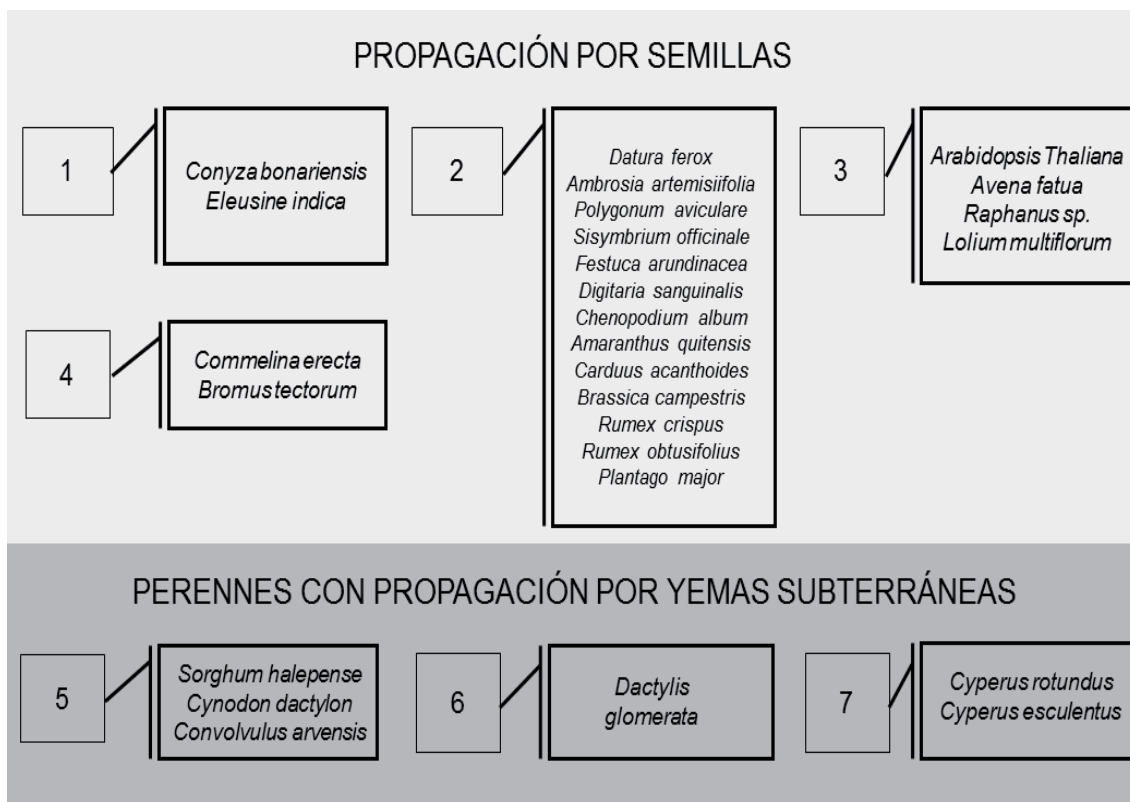 PROPAGACIÓN POR SEMILLAS
1
Conyza bonariensis
Eleusine indica
2
Datura ferox
Ambrosia artemisiifolia
Polygonum aviculare
Sisymbrium officinale
Festuca arundinacea
Digitaria sanguinalis
Chenopodium album
Amaranthus quitensis
Carduus acanthoides
Brassica campestris
Rumex crispus
Rumex obtusifolius
Plantago major
3
Arabidopsis Thaliana
Avena fatua
Raphanus sp.
Lolium multiflorum
4
Commelina erecta
Bromus tectorum
PERENNES CON PROPAGACIÓN POR YEMAS SUBTERRÁNEAS
5
Sorghum halepense
Cynodon dactylon
Convolvulus arvensis
6
Dactylis
glomerata
7
Cyperus rotundus
Cyperus esculentus